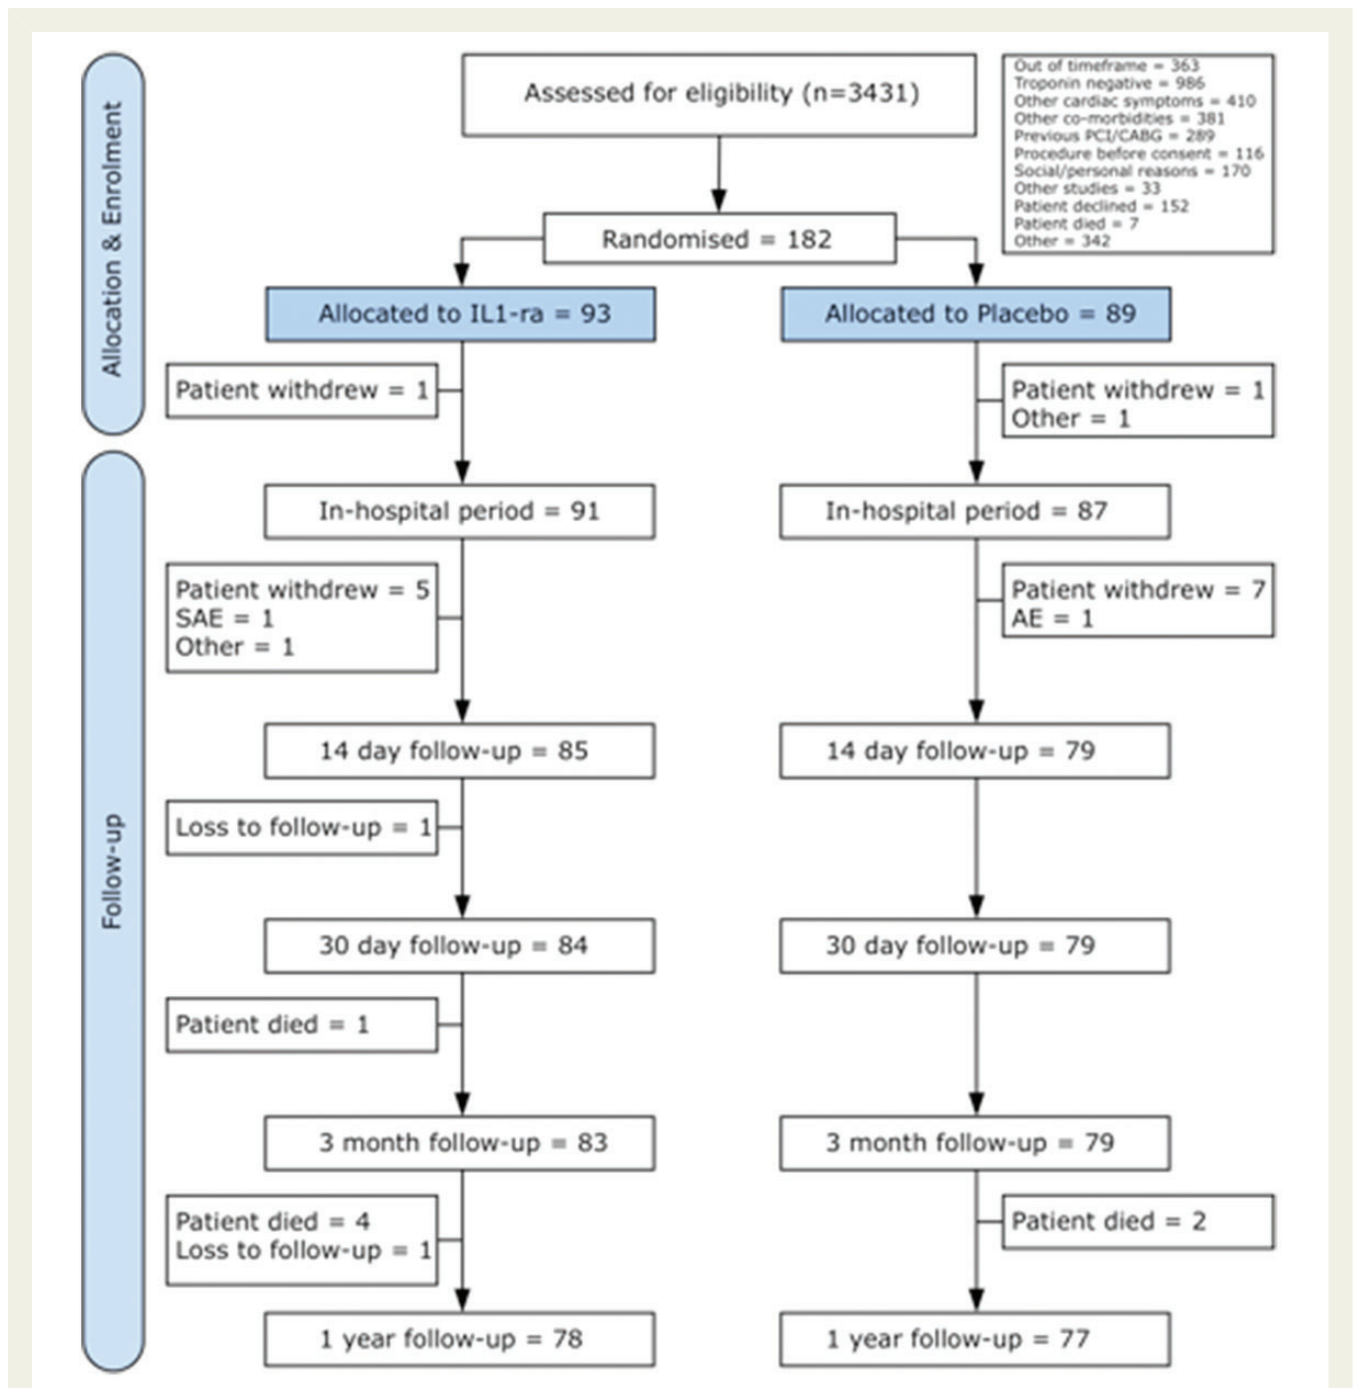 Allocation & Enrolment
Assessed for eligibility (n=3431)
Out of timeframe = 363
Troponin negative = 986
Other cardiac symptoms = 410
Other co-morbidities = 381
Previous PCI/CABG = 289
Procedure before consent = 116
Social/personal reasons = 170
Other studies = 33
Patient declined = 152
Patient died = 7
Other = 342
Randomised = 182
Allocated to IL1-ra = 93
Allocated to Placebo = 89
Patient withdrew = 1
Patient withdrew = 1
Other = 1
Follow-up
In-hospital period = 91
In-hospital period = 87
Patient withdrew = 5
SAE = 1
Other = 1
Patient withdrew = 7
AE = 1
14 day follow-up = 85
14 day follow-up = 79
Loss to follow-up = 1
30 day follow-up = 84
30 day follow-up = 79
Patient died = 1
3 month follow-up = 83
3 month follow-up = 79
Patient died = 4
Loss to follow-up = 1
Patient died = 2
1 year follow-up = 78
1 year follow-up = 77